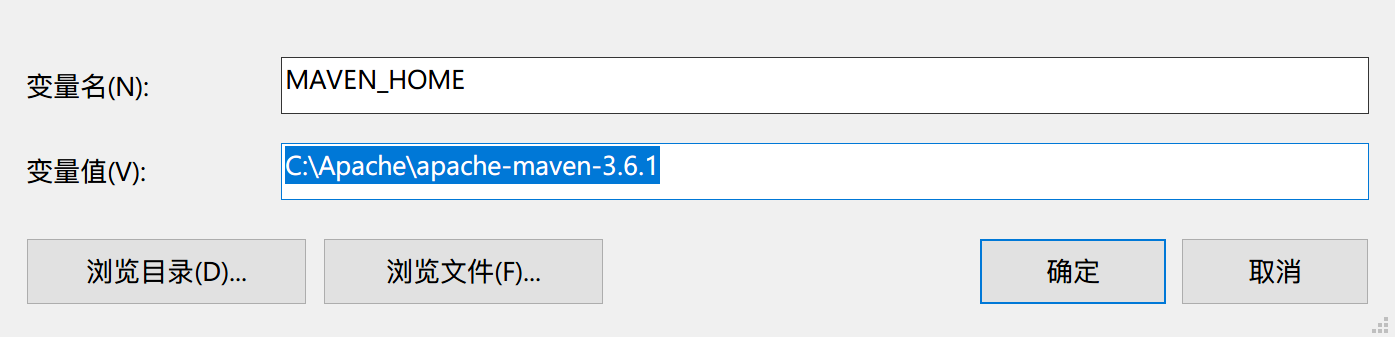 变量名(N):
MAVEN_HOME
变量值(V):
C:\Apache\apache-maven-3.6.1
浏览目录(D)...
浏览文件(F)...
确定
取消